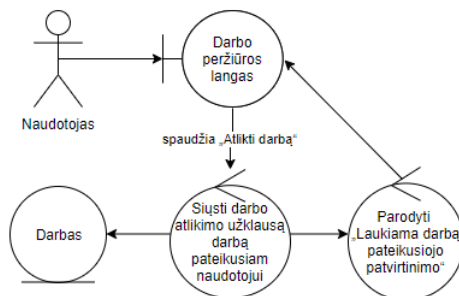 Darbo
peržiūros
langas
Naudotojas
spaudžia „Atlikti darbą“
Darbas
Siųsti darbo
atlikimo užklausą
darbą
pateikusiam
naudotojui
Parodyti
„Laukiama darbą
pateikusiojo
patvirtinimo“